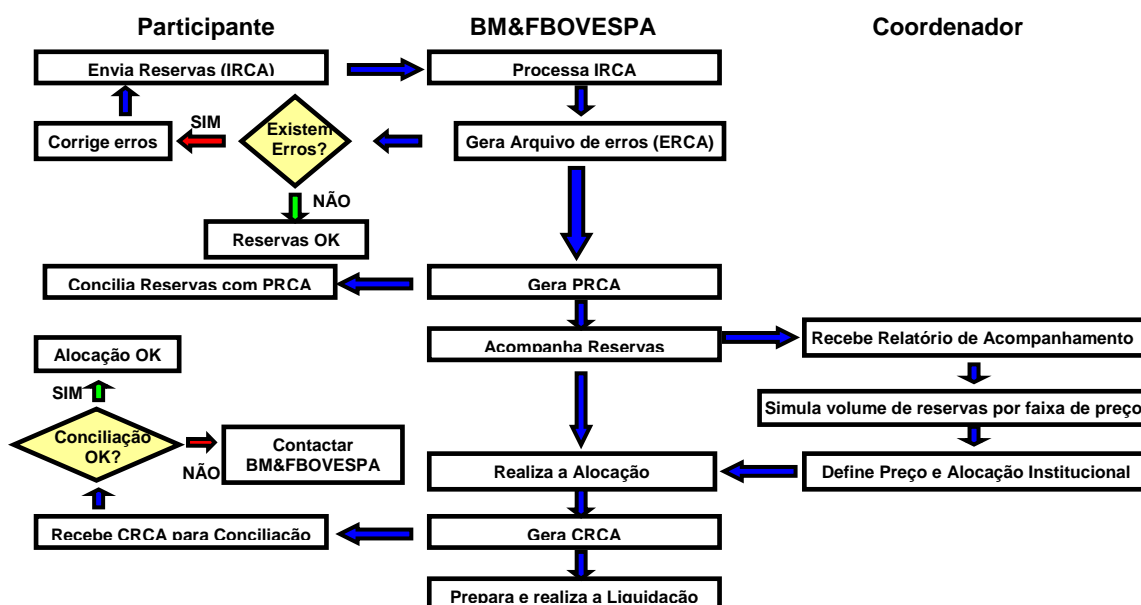 Participante
BM&FBOVESPA
Coordenador
Envia Reservas (IRCA)
Processa IRCA
SIM
Existem
Erros?
Corrige erros
Gera Arquivo de erros (ERCA)
NÃO
Reservas OK
Concilia Reservas com PRCA
Gera PRCA
Acompanha Reservas
Recebe Relatório de Acompanhamento
Alocação OK
SIM
Simula volume de reservas por faixa de preço
Conciliação
OK?
NÃO
Contactar
BM&FBOVESPA
Realiza a Alocação
Define Preço e Alocação Institucional
Recebe CRCA para Conciliação
Gera CRCA
Prepara e realiza a Liquidação